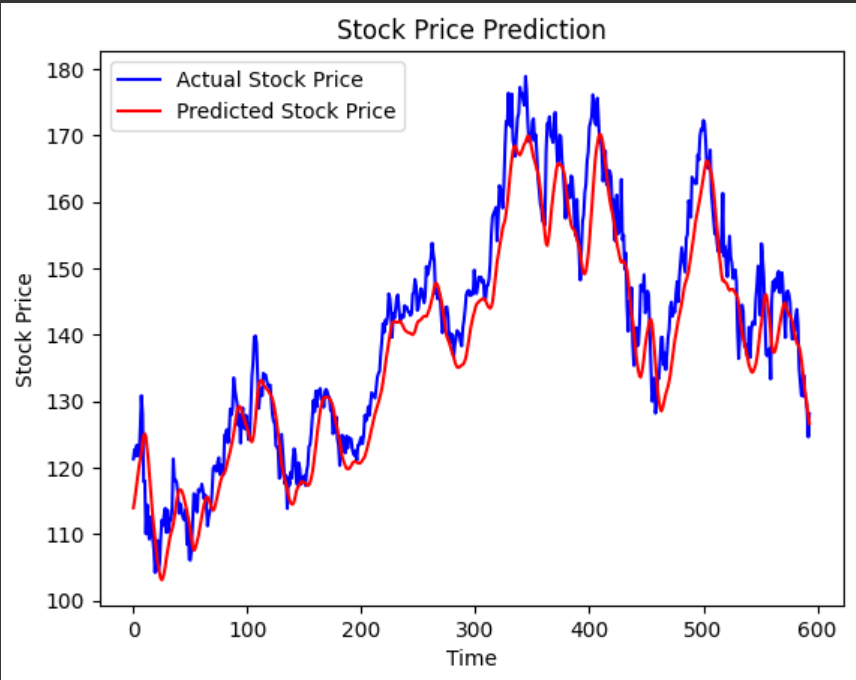 Stock Price Prediction
Actual Stock Price
Predicted Stock Price
180
170
160
150
140
130
120
110
100
Stock Price
0 100 200 300 400 500 600
Time